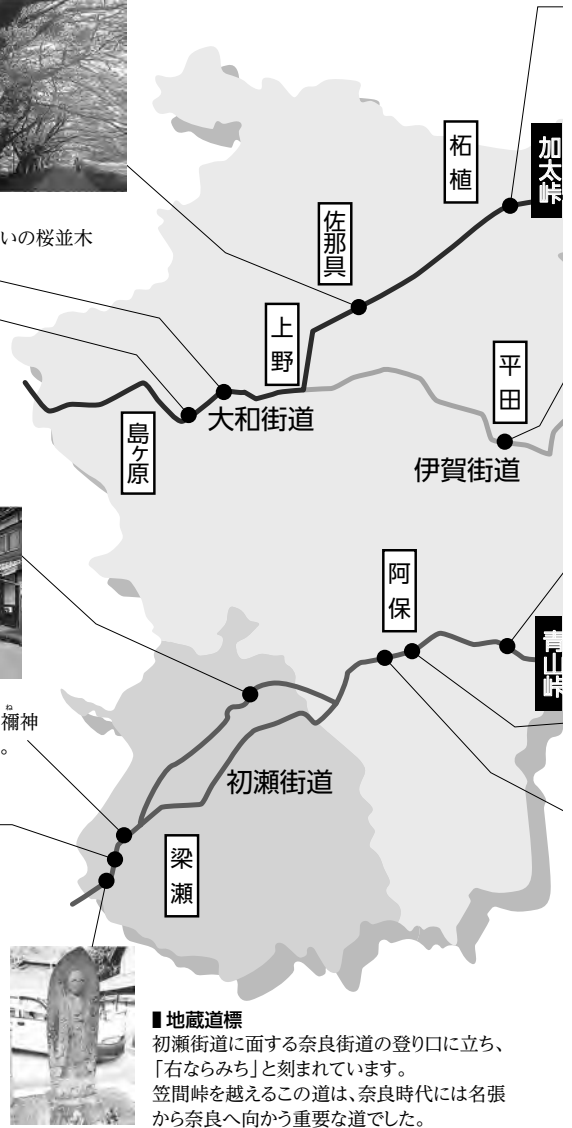 加太峠
柘植
佐那具
いの桜並木
上野
平田
大和街道
島ヶ原
伊賀街道
阿保
青山峠
禰神
ね
。
初瀬街道
梁瀬
▮地蔵道標
初瀬街道に面する奈良街道の登り口に立ち、
「右ならみち」と刻まれています。
笠間峠を越えるこの道は、奈良時代には名張
から奈良へ向かう重要な道でした。